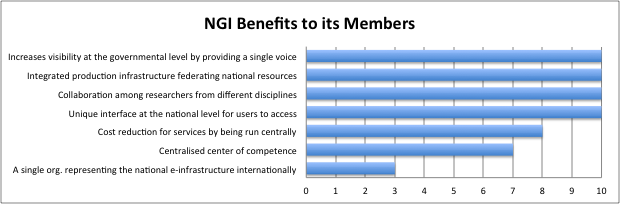 NGI Benefits to its Members
Increases visibility at the governmental level by providing a single voice
Integrated production infrastructure federating national resources
Collaboration among researchers from different disciplines
Unique interface at the national level for users to access
Cost reduction for services by being run centrally
Centralised center of competence
A single org. representing the national e-infrastructure internationally
0 1 2 3 4 5 6 7 8 9 10